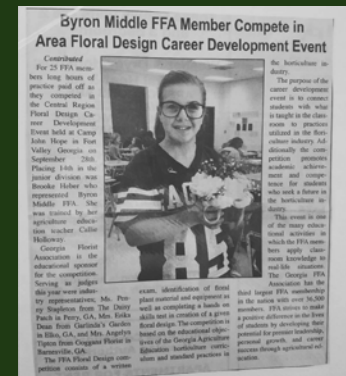 Byron Middle FFA Member Compete in
Area Floral Design Career Development Event
Contributed
For 25 FFA mem-
bers long hours of
practice paid off as
they competed in
the Central Region
Floral Design Ca-
reer Development
Event held at Camp
John Hope in Fort
Valley Georgia on
September 28th.
Placing 14th in the
junior division was
Brooke Heber who
represented Byron
Middle FFA. She
was trained by her
agriculture educa-
tion teacher Callie
Holloway.
Georgia Florist
Association is the
educational sponsor
for the competition.
Serving as judges
this year were indus-
try representatives; Ms. Pen-
ny Stapleton from The Daisy
Patch in Perry, GA, Mrs. Erika
Dean from Garlinda's Garden
in GA, and Mrs. Angelyn
Tipton from Goggans Florist in
Barnesville, GA.
The FFA Floral Design com-
petition consists of a written
exam, identification of floral
plant material and equipment as
well as completing a hands on
skills test in creation of a given
floral design. The competition is
based on the educational objec-
tives of the Georgia Agriculture
Education horticulture curric-
ulum and standard practices in
the horticulture in-
dustry.
The purpose of the
career development
event is to connect
students with what
is taught in the class-
room to practices
utilized in the flori-
culture industry. Ad-
ditionally the com-
petition promotes
academic achieve-
ment and compe-
tence for students
who seek a future in
the horticulture in-
dustry.
This event is one
of the many educa-
tional activities in
which the FFA mem-
bers apply class-
room knowledge to
real-life situations
The Georgia FFA
Association has the
third largest FFA membership
in the nation with over 36,500
members. FFA strives to make
a positive difference in the lives
of students by developing their
potential for premier leadership,
personal growth, and career
success through agricultural ed-
ucation.